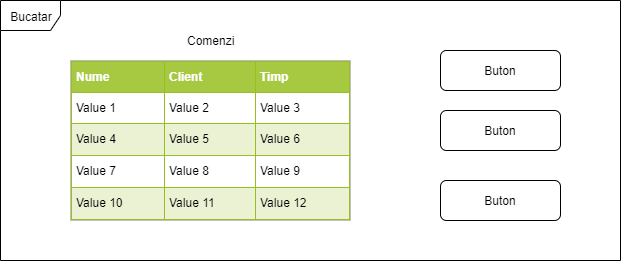 Bucatar
Comenzi
Nume Client Timp
Value 1 Value 2 Value 3
Value 4 Value 5 Value 6
Value 7 Value 8 Value 9
Value 10 Value 11 Value 12
Buton
Buton
Buton